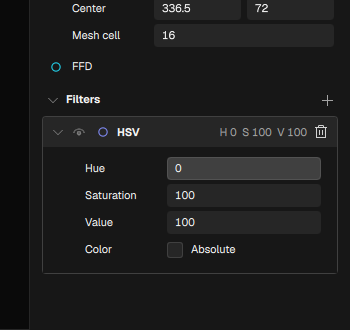 Center 336.5 72
Mesh cell 16
FFD
Filters
HSV H 0 S 100 V 100
Hue 0
Saturation 100
Value 100
Color Absolute